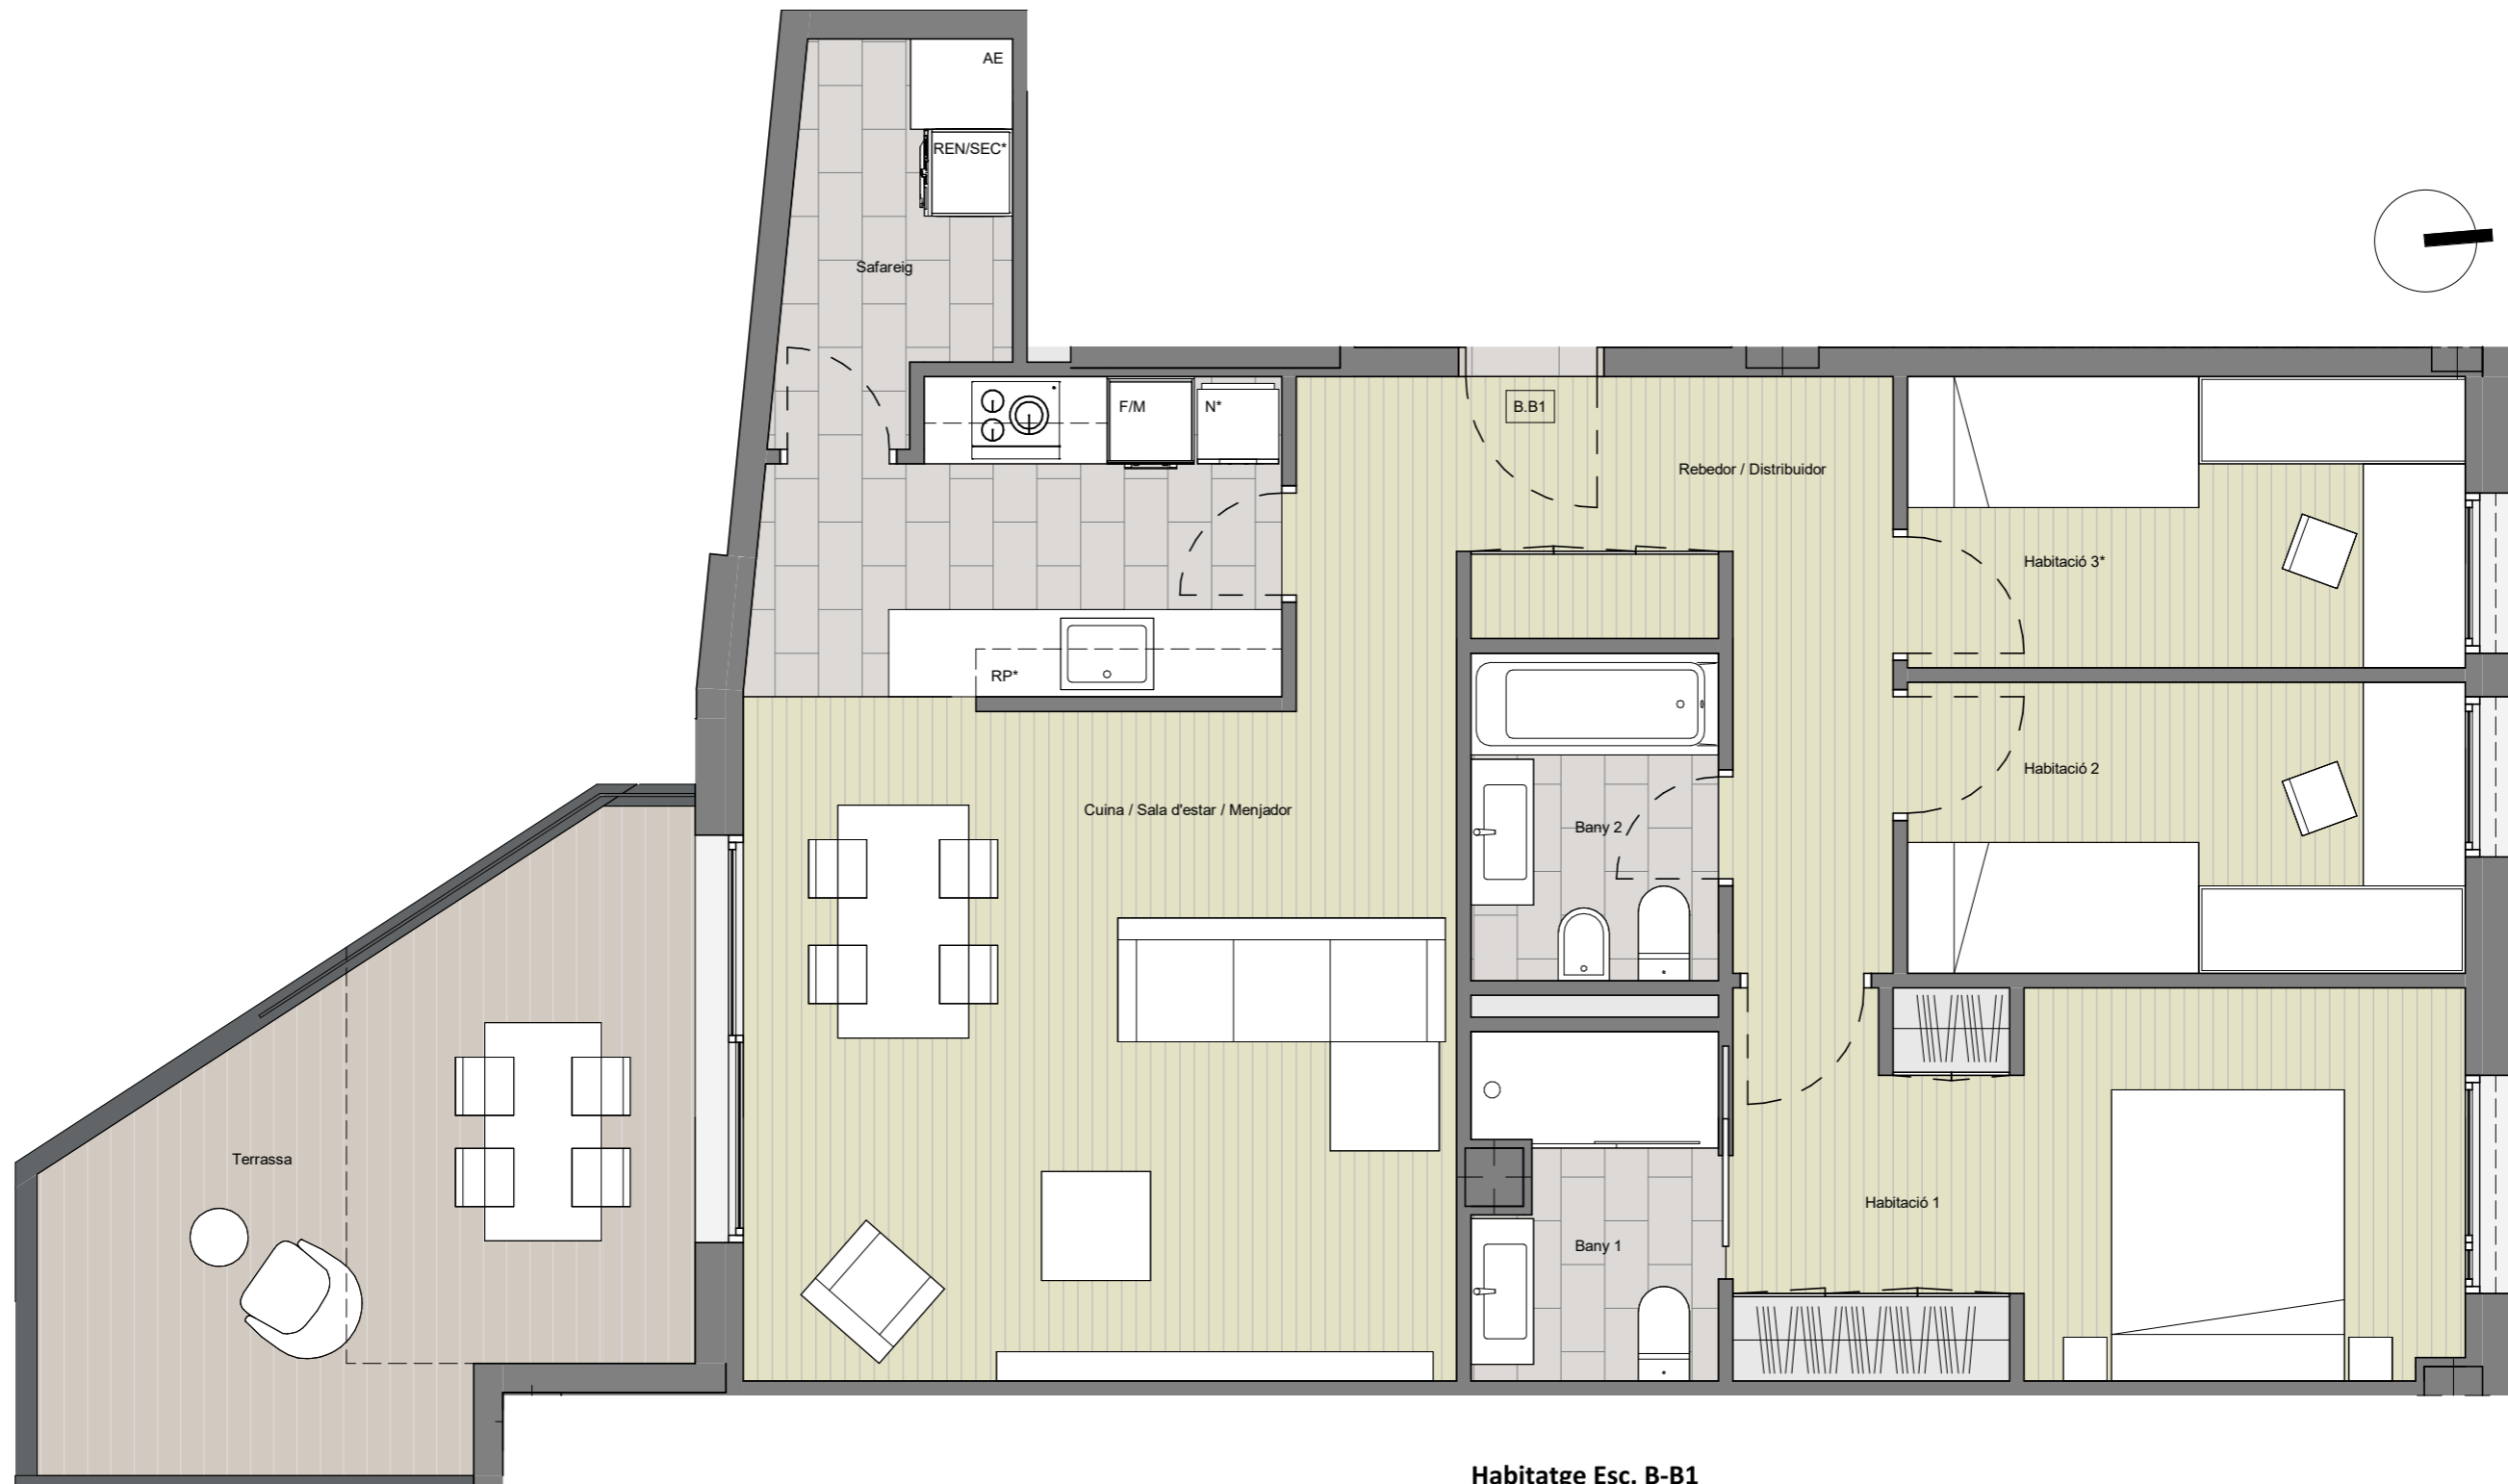 AE
REN/SEC*
Safareig
F/M
N*
B.B1
Rebedor / Distribuidor
Habitació 3*
RP*
Habitació 2
Cuina / Sala d'estar / Menjador
Bany 2
Terrassa
Habitació 1
Bany 1
Habitatge Esc. B-B1